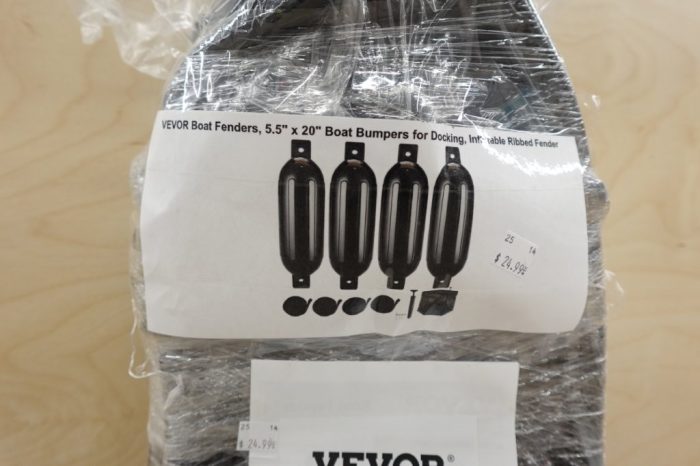 VEVOR Boat Fenders, 5.5" x 20" Boat Bumpers for Docking, Inflatable Ribbed Fender
25 14
$ 24.99¢
25 14
$ 24.99¢
VEVOR®